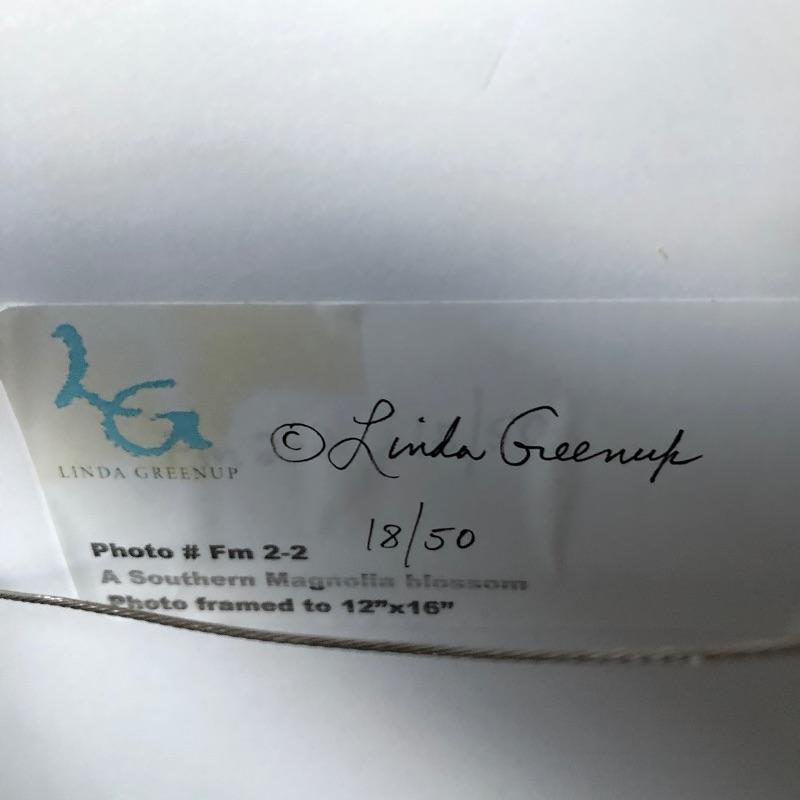 LG
LINDA GREENUP
© Linda Greenup
18/50
Photo # Fm 2-2
A Southern Magnolia blossom
Photo framed to 12"x16"